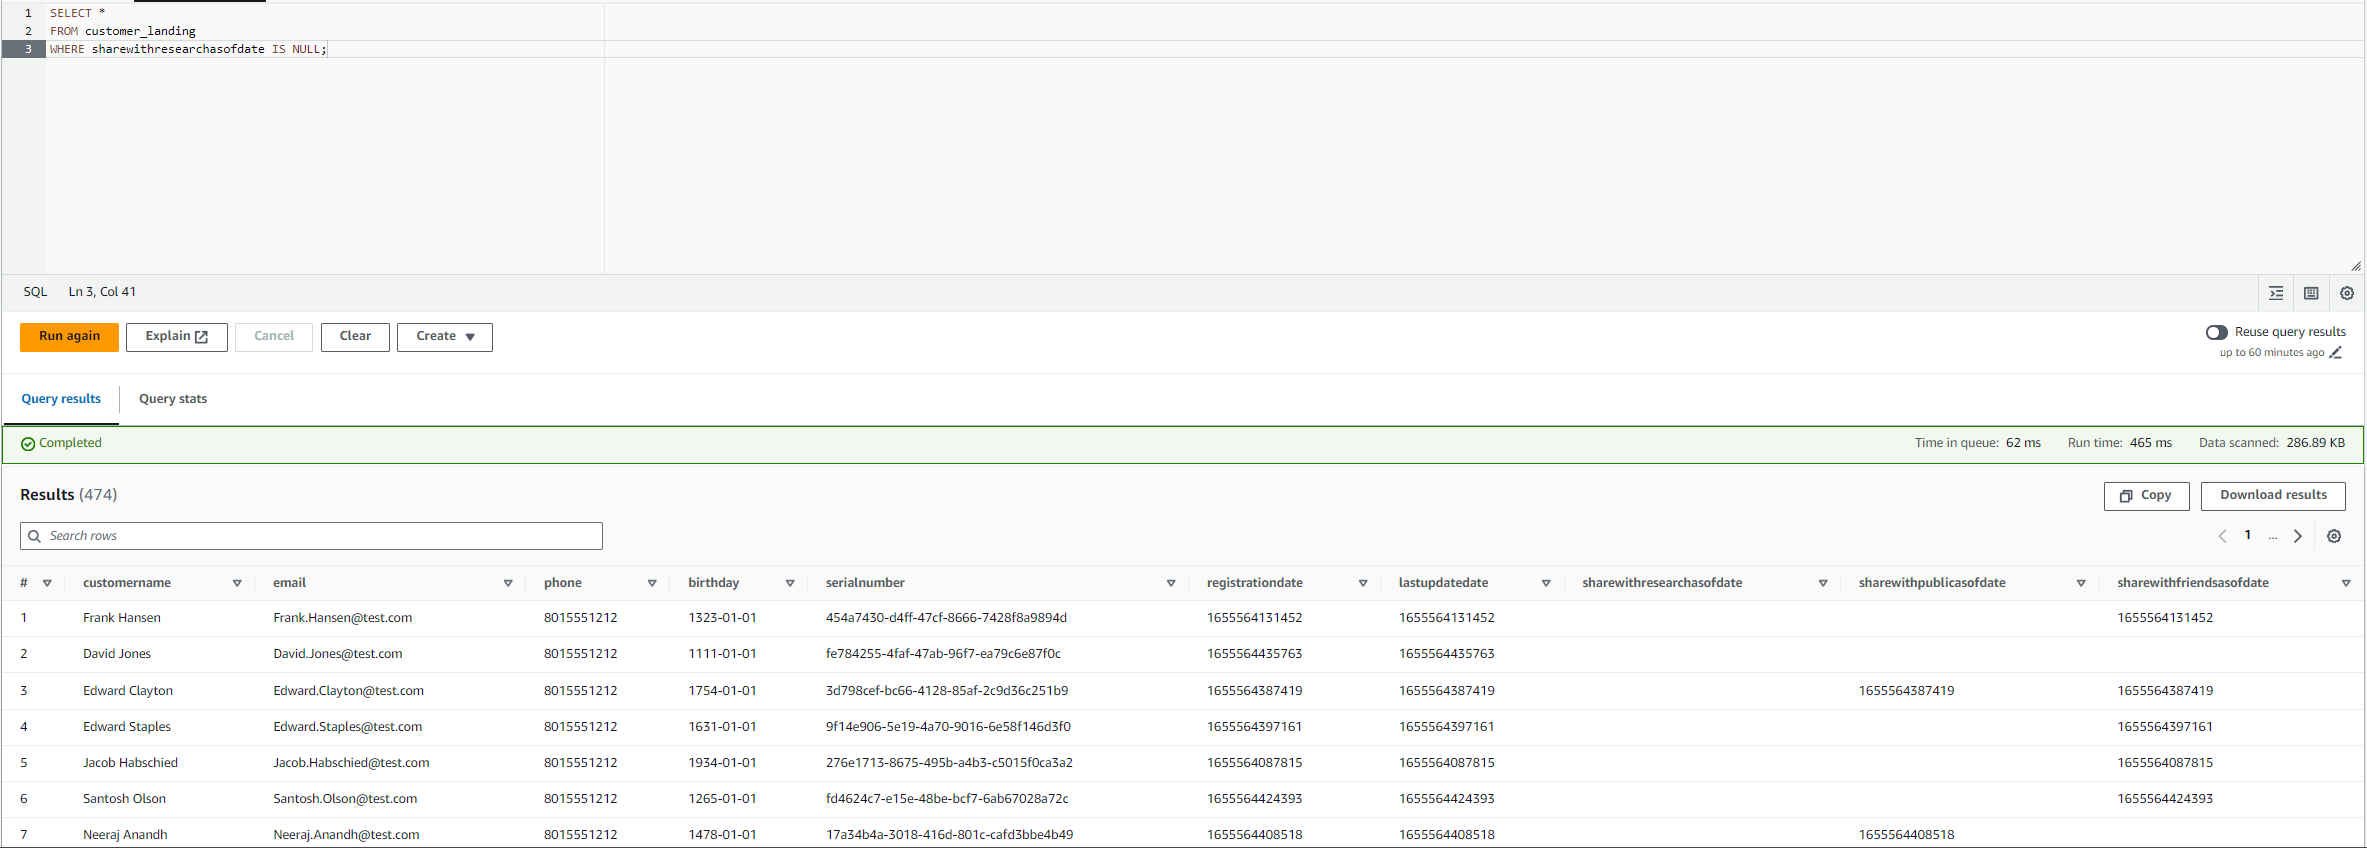 1 SELECT *
2 FROM customer_landing
3 WHERE sharewithresearchasofdate IS NULL;
SQL Ln 3, Col 41
Run again Explain Cancel Clear Create Reuse query results
up to 60 minutes ago
Query results Query stats
Completed Time in queue: 62 ms Run time: 465 ms Data scanned: 286.89 KB
Results (474) Copy Download results
Search rows 1 ...
# customername email phone birthday serialnumber registrationdate lastupdatedate sharewithresearchasofdate sharewithpublicasofdate sharewithfriendsasofdate
1 Frank Hansen Frank.Hansen@test.com 8015551212 1323-01-01 454a7430-d4ff-47cf-8666-7428f8a9894d 1655564131452 1655564131452 1655564131452
2 David Jones David.Jones@test.com 8015551212 1111-01-01 fe784255-4faf-47ab-96f7-ea79c6e87f0c 1655564435763 1655564435763
3 Edward Clayton Edward.Clayton@test.com 8015551212 1754-01-01 3d798cef-bc66-4128-85af-2c9d36c251b9 1655564387419 1655564387419 1655564387419 1655564387419
4 Edward Staples Edward.Staples@test.com 8015551212 1631-01-01 9f14e906-5e19-4a70-9016-6e58f146d3f0 1655564397161 1655564397161 1655564397161
5 Jacob Habschied Jacob.Habschied@test.com 8015551212 1934-01-01 276e1713-8675-495b-a4b3-c5015f0ca3a2 1655564087815 1655564087815 1655564087815
6 Santosh Olson Santosh.Olson@test.com 8015551212 1265-01-01 fd4624c7-e15e-48be-bcf7-6ab67028a72c 1655564424393 1655564424393 1655564424393
7 Neeraj Anandh Neeraj.Anandh@test.com 8015551212 1478-01-01 17a34b4a-3018-416d-801c-cafd3bbe4b49 1655564408518 1655564408518 1655564408518